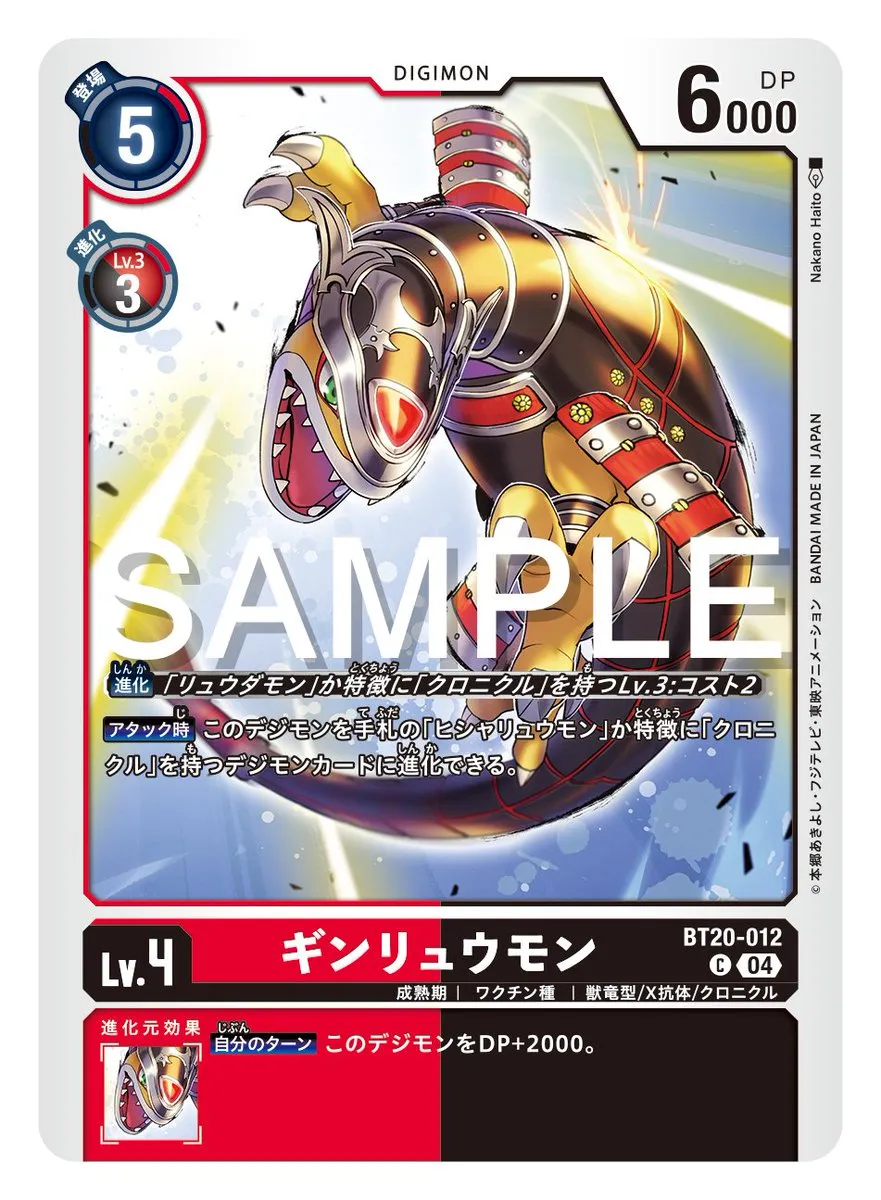 登場
5
DIGIMON
6000
DP
進化
Lv.3
3
Nakano Haito
BANDAI MADE IN JAPAN
©本郷あきよし・フジテレビ・東映アニメーション
SAMPLE
進化 「リュウダモン」か特徴に「クロニクル」を持つLv.3:コスト2
アタック時 このデジモンを手札の「ヒシャリュウモン」か特徴に「クロニ
クル」を持つデジモンカードに進化できる。
Lv.4
ギンリュウモン
BT20-012
C 04
成熟期 | ワクチン種 | 獣竜型/X抗体/クロニクル
進化元効果
自分のターン このデジモンをDP+2000。